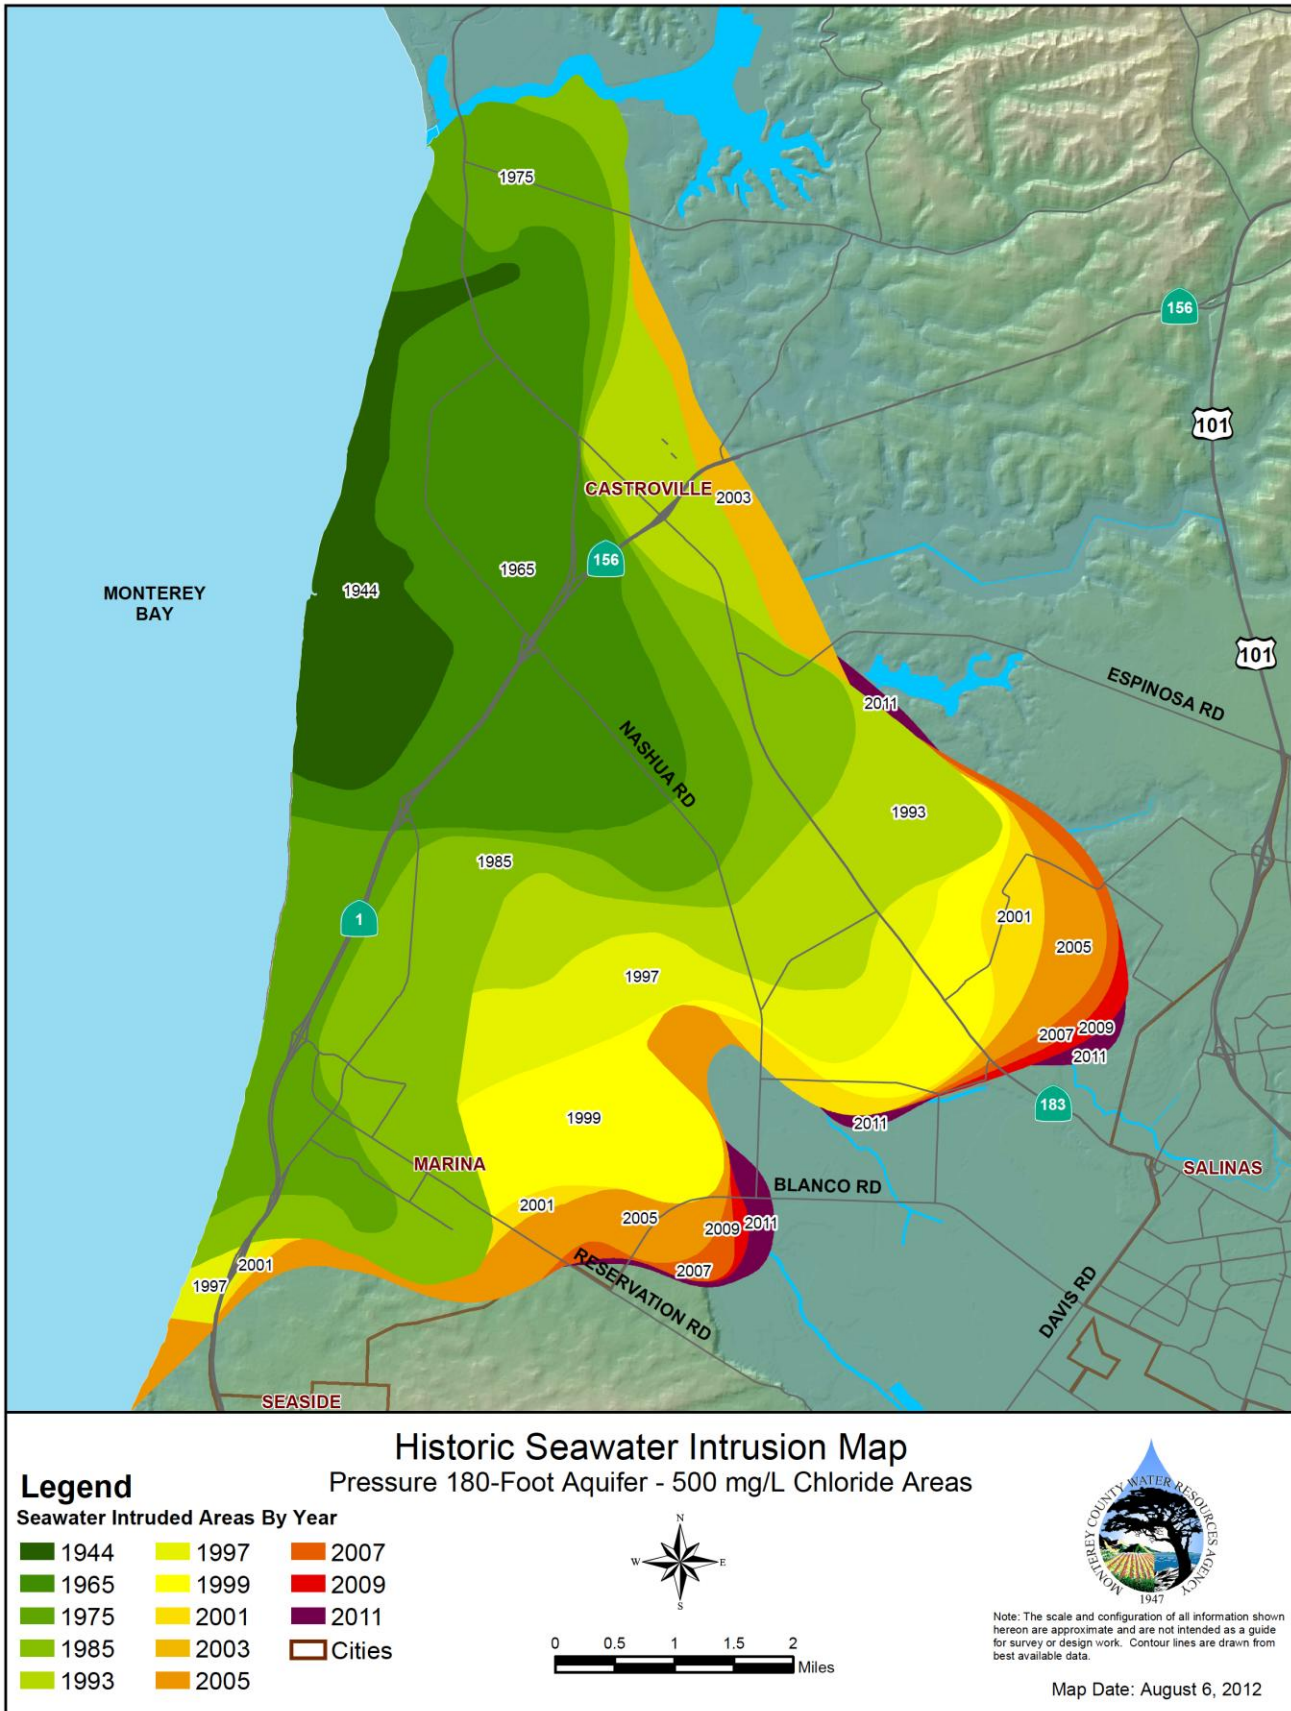 1975
156
101
CASTROVILLE
2003
156
1965
1944
MONTEREY
BAY
101
ESPINOSA RD
2011
NASHUA RD
1993
1985
1
2001
2005
1997
2007
2009
2011
1999
2011
183
MARINA
SALINAS
BLANCO RD
2001
2005
2009
2011
2001
1997
2007
RESERVATION RD
DAVIS RD
SEASIDE
Historic Seawater Intrusion Map
Pressure 180-Foot Aquifer - 500 mg/L Chloride Areas
Legend
Seawater Intruded Areas By Year
1944
1965
1975
1985
1993
1997
1999
2001
2003
2005
2007
2009
2011
Cities
N
W
E
S
0 0.5 1 1.5 2
Miles
MONTEREY COUNTY WATER RESOURCES AGENCY
1947
Note: The scale and configuration of all information shown
hereon are approximate and are not intended as a guide
for survey or design work. Contour lines are drawn from
best available data.
Map Date: August 6, 2012